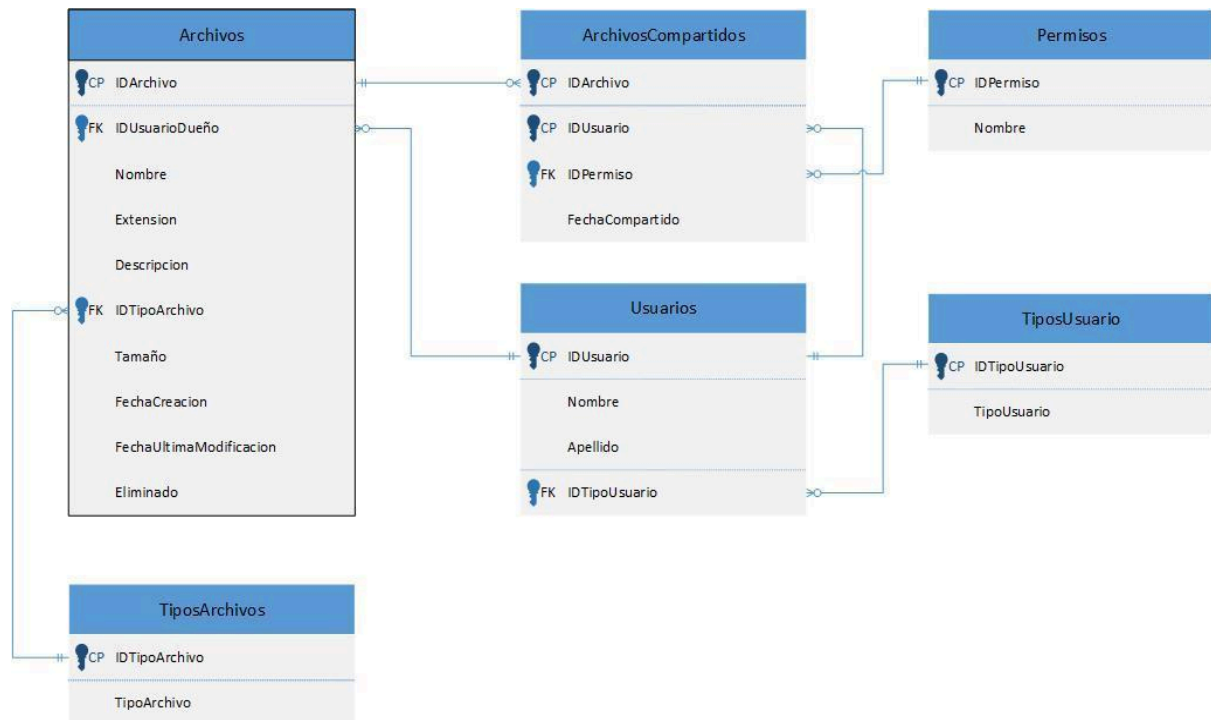 Archivos
CP IDArchivo
FK IDUsuarioDueño
Nombre
Extension
Descripcion
FK IDTipoArchivo
Tamaño
FechaCreacion
FechaUltimaModificacion
Eliminado
ArchivosCompartidos
CP IDArchivo
CP IDUsuario
FK IDPermiso
FechaCompartido
Permisos
CP IDPermiso
Nombre
Usuarios
CP IDUsuario
Nombre
Apellido
FK IDTipoUsuario
TiposUsuario
CP IDTipoUsuario
TipoUsuario
TiposArchivos
CP IDTipoArchivo
TipoArchivo